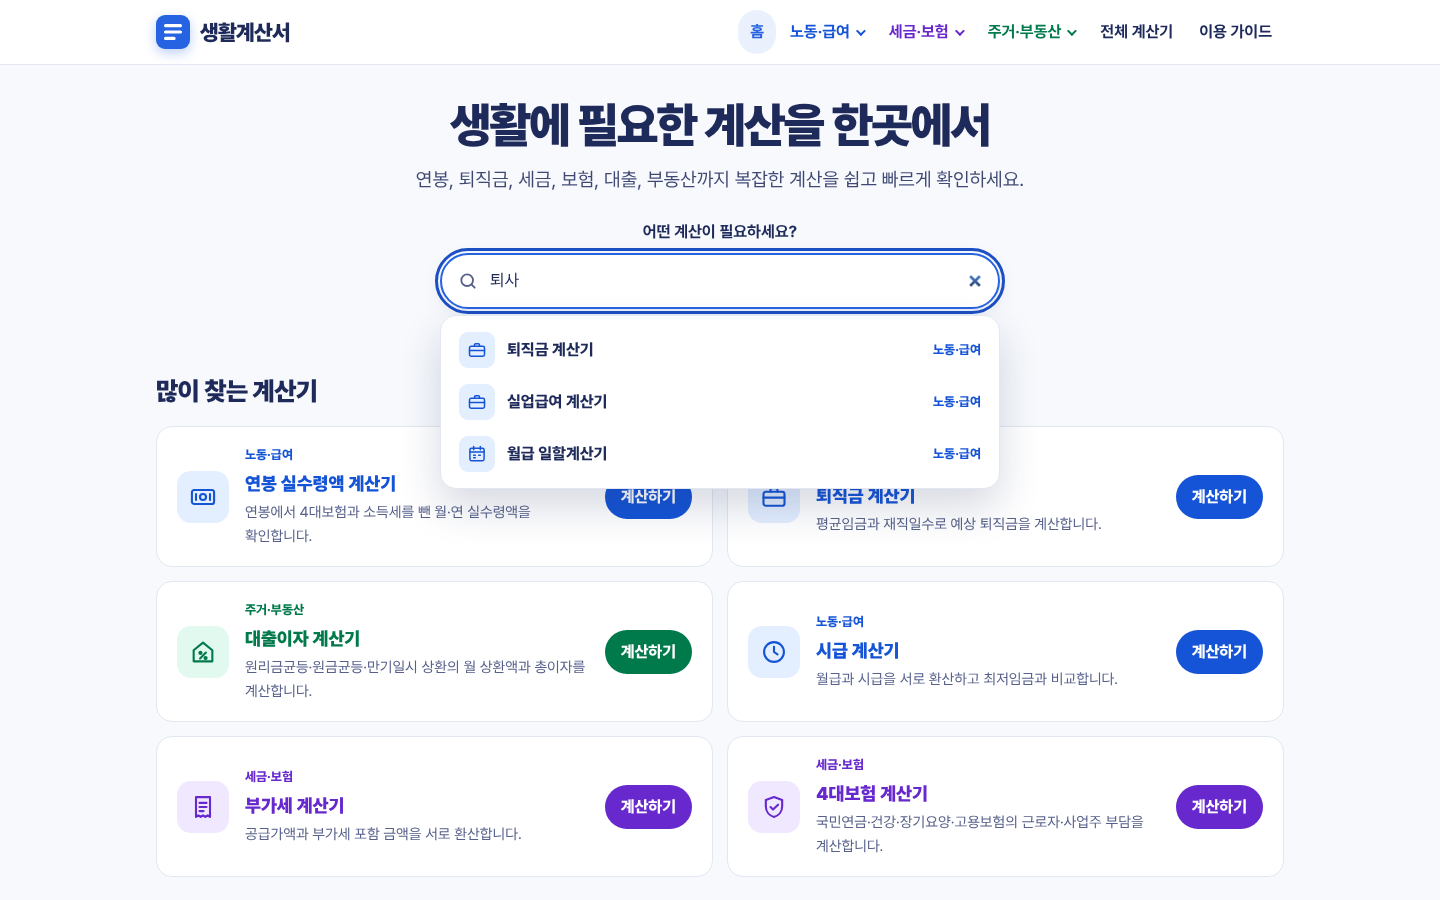 생활계산서
홈
노동·급여
세금·보험
주거·부동산
전체 계산기
이용 가이드
생활에 필요한 계산을 한곳에서
연봉, 퇴직금, 세금, 보험, 대출, 부동산까지 복잡한 계산을 쉽고 빠르게 확인하세요.
어떤 계산이 필요하세요?
퇴사
퇴직금 계산기
노동·급여
실업급여 계산기
노동·급여
월급 일할계산기
노동·급여
많이 찾는 계산기
노동·급여
연봉 실수령액 계산기
연봉에서 4대보험과 소득세를 뺀 월·연 실수령액을
확인합니다.
계산하기
퇴직금 계산기
평균임금과 재직일수로 예상 퇴직금을 계산합니다.
계산하기
주거·부동산
대출이자 계산기
원리금균등·원금균등·만기일시 상환의 월 상환액과 총이자를
계산합니다.
계산하기
노동·급여
시급 계산기
월급과 시급을 서로 환산하고 최저임금과 비교합니다.
계산하기
세금·보험
부가세 계산기
공급가액과 부가세 포함 금액을 서로 환산합니다.
계산하기
세금·보험
4대보험 계산기
국민연금·건강·장기요양·고용보험의 근로자·사업주 부담을
계산합니다.
계산하기